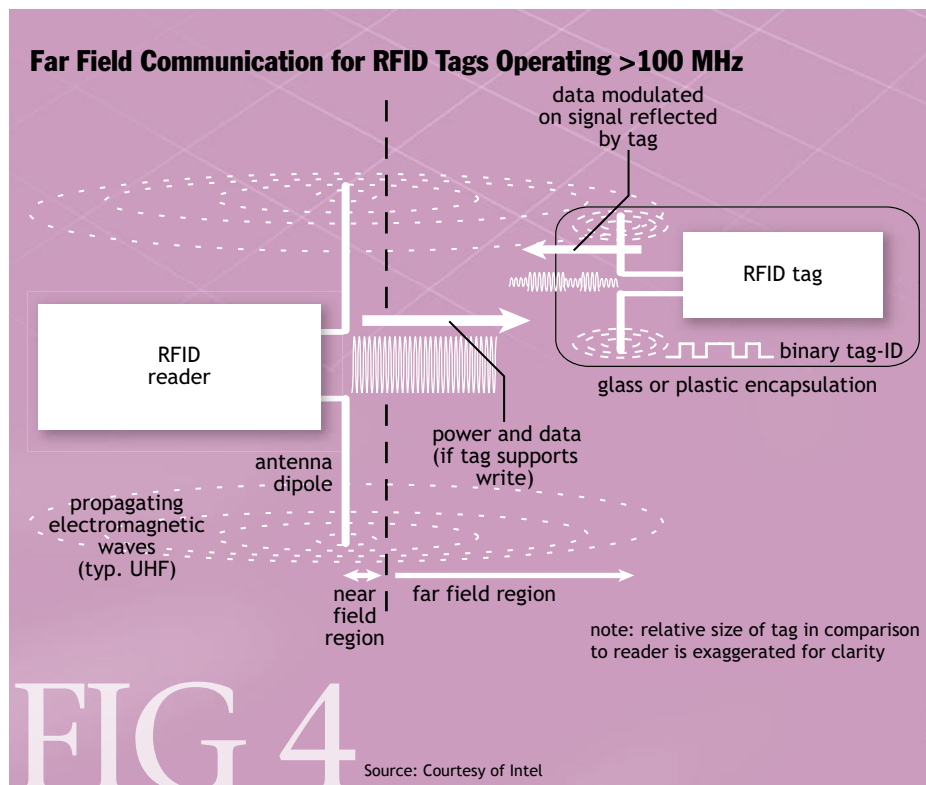 Far Field Communication for RFID Tags Operating >100 MHz
data modulated
on signal reflected
by tag
RFID tag
binary tag-ID
glass or plastic encapsulation
RFID
reader
power and data
(if tag supports
write)
antenna
dipole
propagating
electromagnetic
waves
(typ. UHF)
near
field
region
far field region
note: relative size of tag in comparison
to reader is exaggerated for clarity
FIG 4
Source: Courtesy of Intel